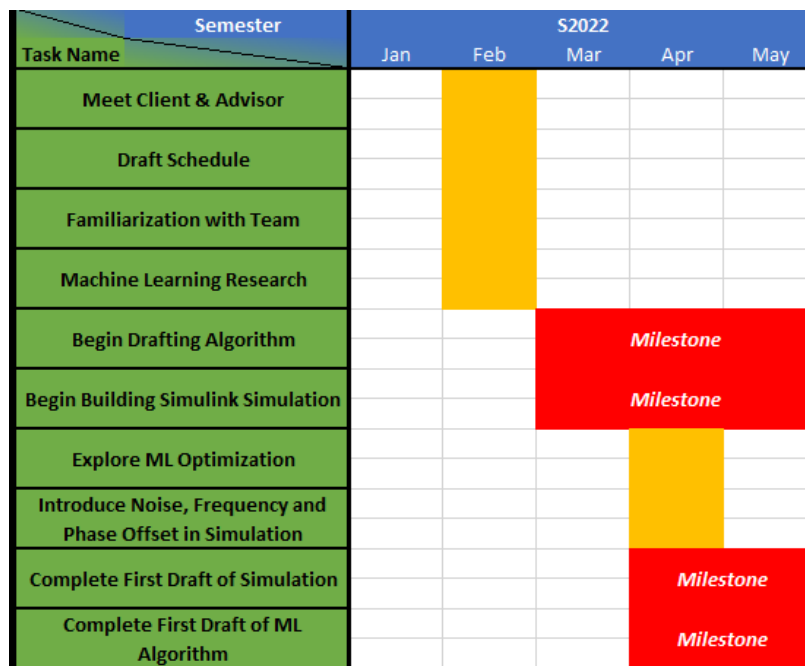 Semester
S2022
Task Name
Jan
Feb
Mar
Apr
May
Meet Client & Advisor
Draft Schedule
Familiarization with Team
Machine Learning Research
Begin Drafting Algorithm
Milestone
Begin Building Simulink Simulation
Milestone
Explore ML Optimization
Introduce Noise, Frequency and
Phase Offset in Simulation
Complete First Draft of Simulation
Milestone
Complete First Draft of ML
Algorithm
Milestone